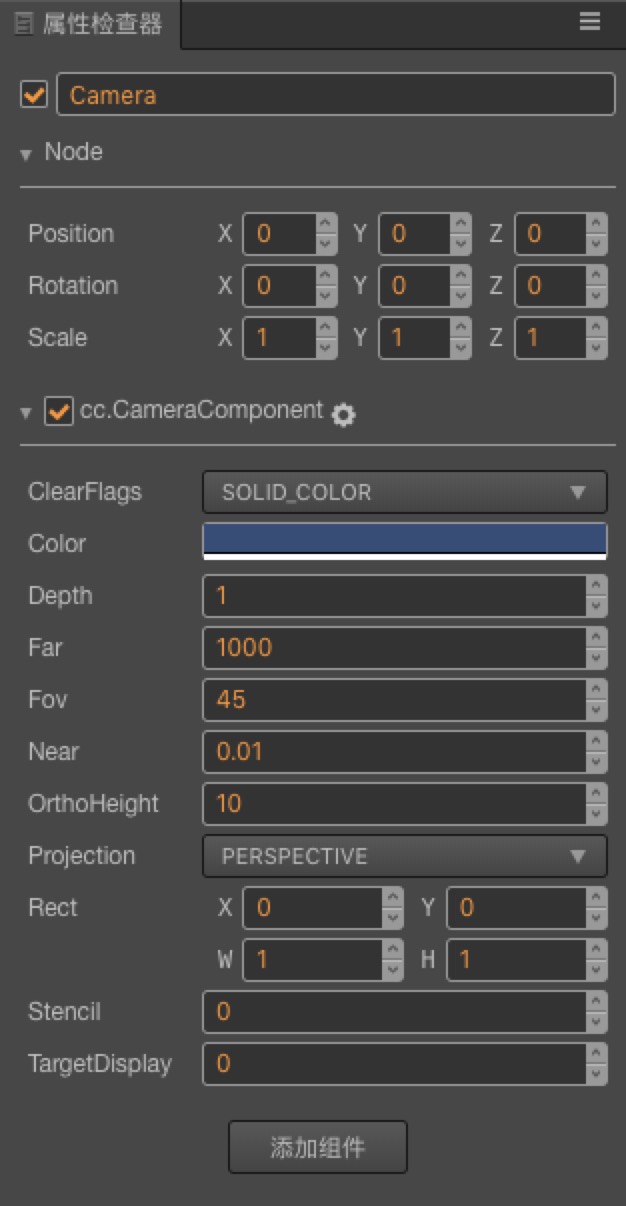 属性检查器
Camera
Node
Position X 0 Y 0 Z 0
Rotation X 0 Y 0 Z 0
Scale X 1 Y 1 Z 1
cc.CameraComponent
ClearFlags SOLID_COLOR
Color
Depth 1
Far 1000
Fov 45
Near 0.01
OrthoHeight 10
Projection PERSPECTIVE
Rect X 0 Y 0
W 1 H 1
Stencil 0
TargetDisplay 0
添加组件